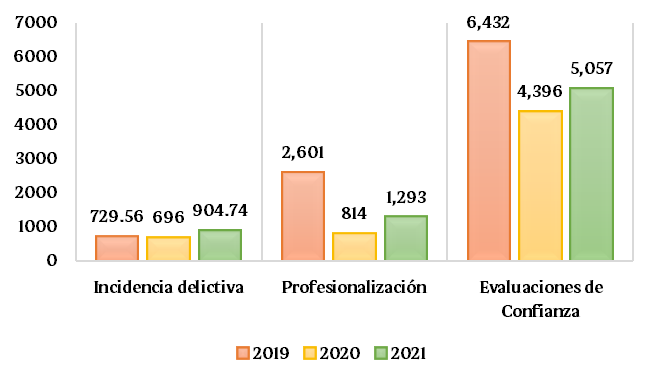 7000
6000
5000
4000
3000
2000
1000
0
729.56 696 904.74
2,601 814 1,293
6,432 4,396 5,057
Incidencia delictiva
Profesionalización
Evaluaciones de
Confianza
2019 2020 2021